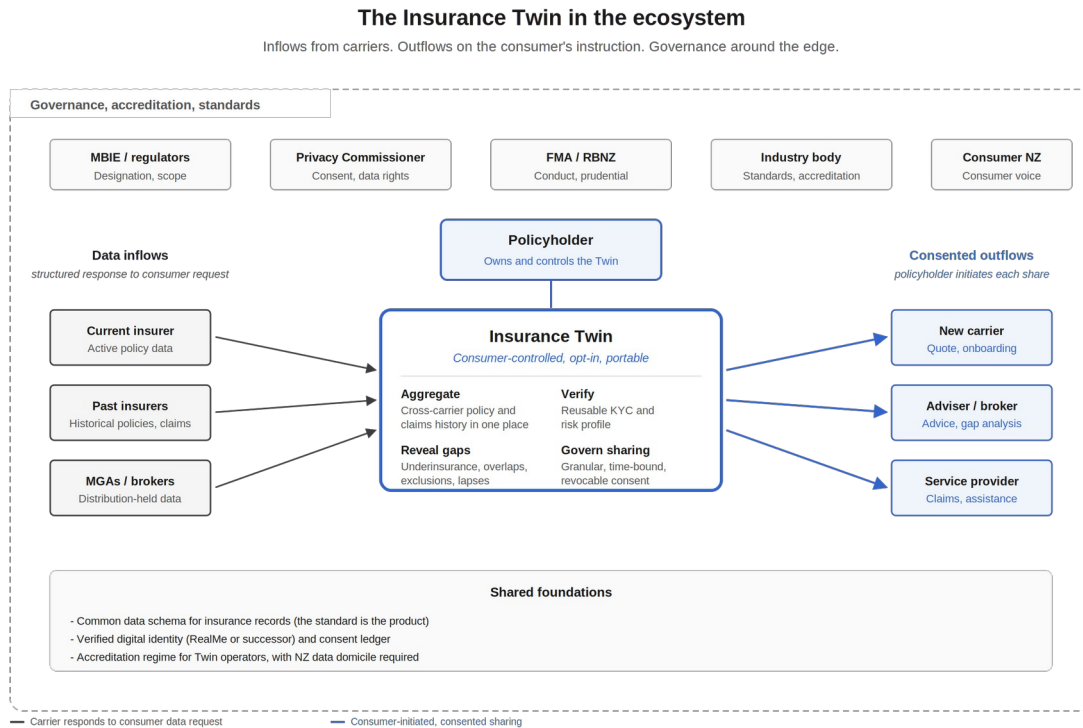 The Insurance Twin in the ecosystem
Inflows from carriers. Outflows on the consumer's instruction. Governance around the edge.
Governance, accreditation, standards
MBIE / regulators
Designation, scope
Privacy Commissioner
Consent, data rights
FMA / RBNZ
Conduct, prudential
Industry body
Standards, accreditation
Consumer NZ
Consumer voice
Policyholder
Owns and controls the Twin
Data inflows
structured response to consumer request
Current insurer
Active policy data
Past insurers
Historical policies, claims
MGAs / brokers
Distribution-held data
Insurance Twin
Consumer-controlled, opt-in, portable
Aggregate
Cross-carrier policy and
claims history in one place
Verify
Reusable KYC and
risk profile
Reveal gaps
Underinsurance, overlaps,
exclusions, lapses
Govern sharing
Granular, time-bound,
revocable consent
Consented outflows
policyholder initiates each share
New carrier
Quote, onboarding
Adviser / broker
Advice, gap analysis
Service provider
Claims, assistance
Shared foundations
- Common data schema for insurance records (the standard is the product)
- Verified digital identity (RealMe or successor) and consent ledger
- Accreditation regime for Twin operators, with NZ data domicile required
Carrier responds to consumer data request
Consumer-initiated, consented sharing